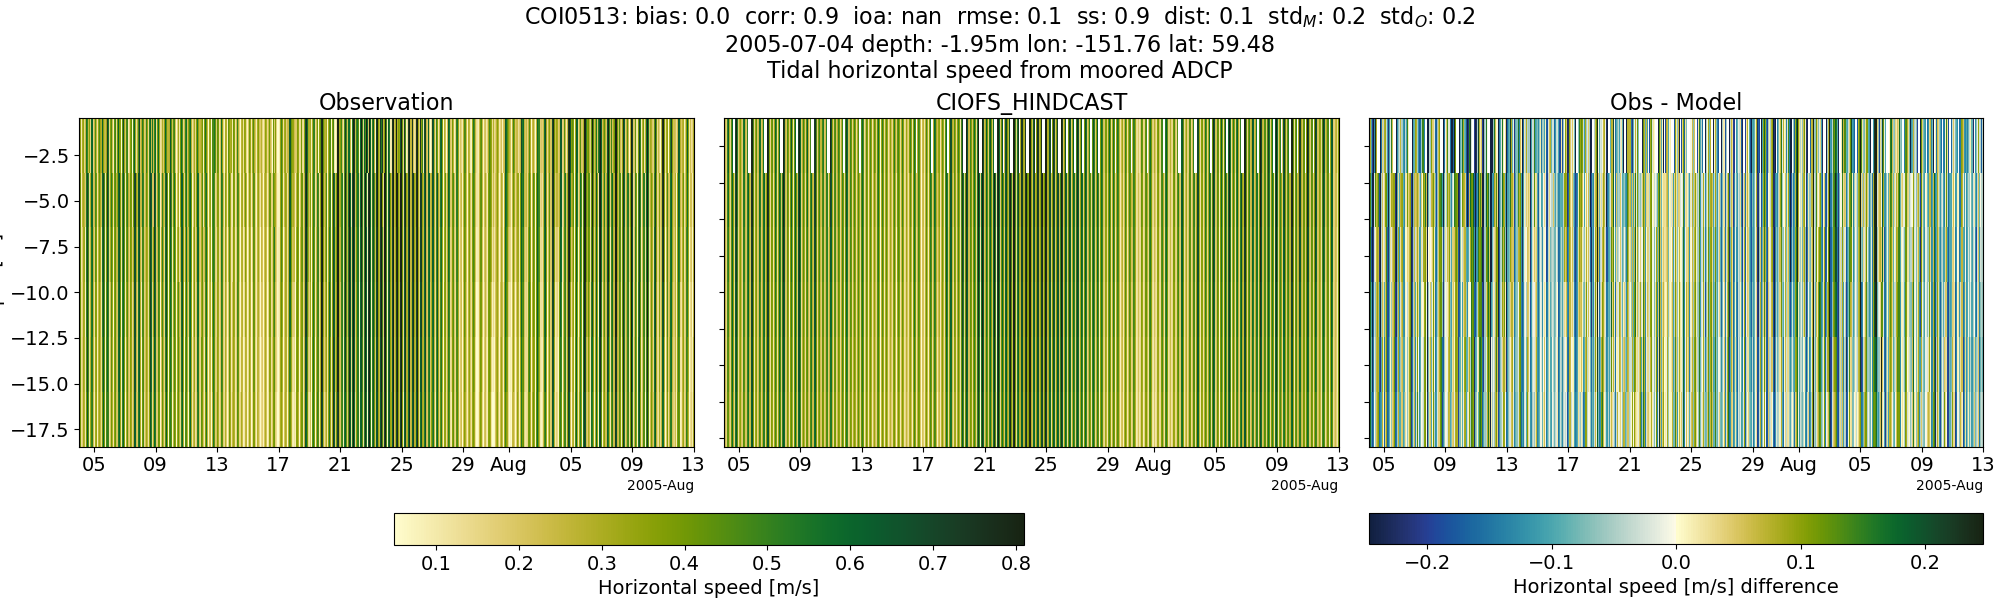 COI0513: bias: 0.0 corr: 0.9 ioa: nan rmse: 0.1 ss: 0.9 dist: 0.1 std_M: 0.2 std_O: 0.2
2005-07-04 depth: -1.95m lon: -151.76 lat: 59.48
Tidal horizontal speed from moored ADCP
Observation
CIOFS_HINDCAST
Obs - Model
−2.5
−5.0
−7.5
−10.0
−12.5
−15.0
−17.5
05 09 13 17 21 25 29 Aug 05 09 13
2005-Aug
05 09 13 17 21 25 29 Aug 05 09 13
2005-Aug
05 09 13 17 21 25 29 Aug 05 09 13
2005-Aug
0.1 0.2 0.3 0.4 0.5 0.6 0.7 0.8
Horizontal speed [m/s]
−0.2 −0.1 0.0 0.1 0.2
Horizontal speed [m/s] difference